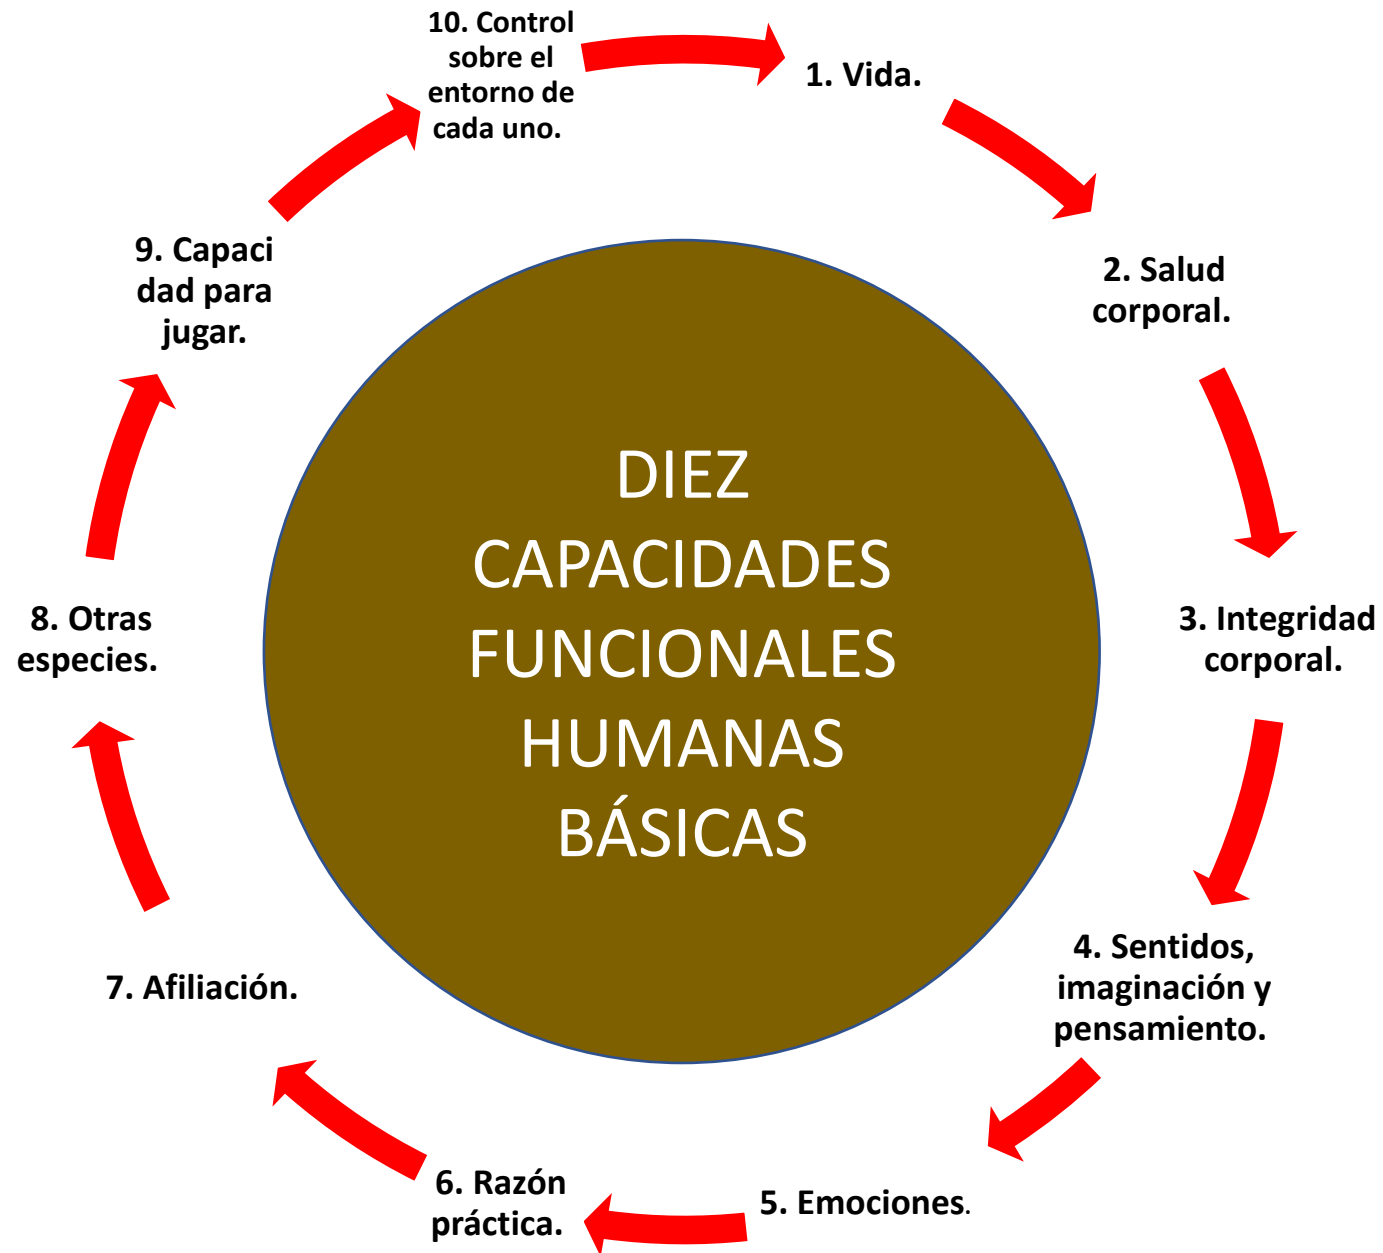 10. Control
sobre el
entorno de
cada uno.
1. Vida.
2. Salud
corporal.
3. Integridad
corporal.
4. Sentidos,
imaginación y
pensamiento.
5. Emociones.
6. Razón
práctica.
7. Afiliación.
8. Otras
especies.
9. Capaci
dad para
jugar.
DIEZ
CAPACIDADES
FUNCIONALES
HUMANAS
BÁSICAS